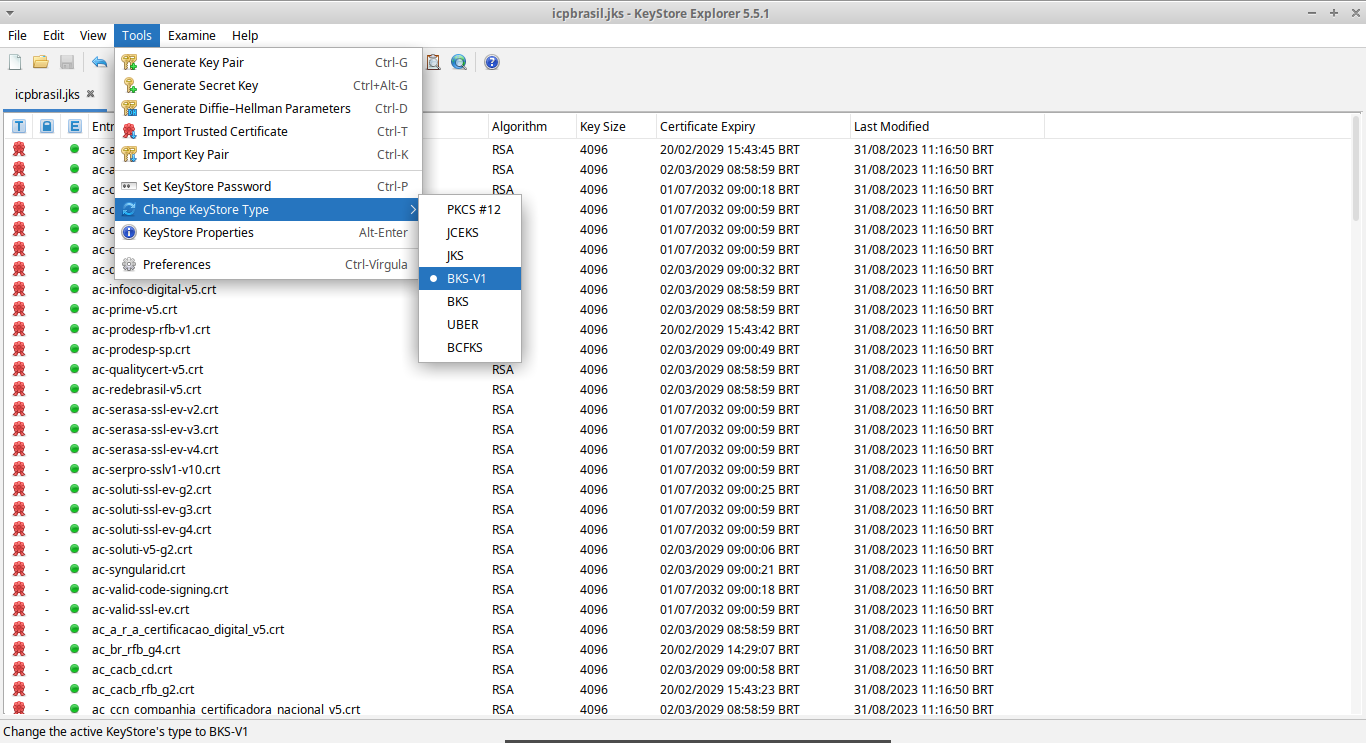 icpbrasil.jks - KeyStore Explorer 5.5.1
File Edit View Tools Examine Help
Generate Key Pair Ctrl-G
Generate Secret Key Ctrl+Alt-G
Generate Diffie–Hellman Parameters Ctrl-D
Import Trusted Certificate Ctrl-T
Import Key Pair Ctrl-K
Set KeyStore Password Ctrl-P
Change KeyStore Type
KeyStore Properties Alt-Enter
Preferences Ctrl-Vírgula
PKCS #12
JCEKS
JKS
BKS-V1
BKS
UBER
BCFKS
icpbrasil.jks
T E Entr Algorithm Key Size Certificate Expiry Last Modified
- ac-a RSA 4096 20/02/2029 15:43:45 BRT 31/08/2023 11:16:50 BRT
- ac-a RSA 4096 02/03/2029 08:58:59 BRT 31/08/2023 11:16:50 BRT
- ac-c RSA 4096 01/07/2032 09:00:18 BRT 31/08/2023 11:16:50 BRT
- ac-c 4096 01/07/2032 09:00:59 BRT 31/08/2023 11:16:50 BRT
- ac-c 4096 01/07/2032 09:00:59 BRT 31/08/2023 11:16:50 BRT
- ac-c 4096 01/07/2032 09:00:59 BRT 31/08/2023 11:16:50 BRT
- ac-d 4096 02/03/2029 09:00:32 BRT 31/08/2023 11:16:50 BRT
- ac-infoco-digital-v5.crt 4096 02/03/2029 08:58:59 BRT 31/08/2023 11:16:50 BRT
- ac-prime-v5.crt 4096 02/03/2029 08:58:59 BRT 31/08/2023 11:16:50 BRT
- ac-prodesp-rfb-v1.crt 4096 20/02/2029 15:43:42 BRT 31/08/2023 11:16:50 BRT
- ac-prodesp-sp.crt 4096 02/03/2029 09:00:49 BRT 31/08/2023 11:16:50 BRT
- ac-qualitycert-v5.crt RSA 4096 02/03/2029 08:58:59 BRT 31/08/2023 11:16:50 BRT
- ac-redebrasil-v5.crt RSA 4096 02/03/2029 08:58:59 BRT 31/08/2023 11:16:50 BRT
- ac-serasa-ssl-ev-v2.crt RSA 4096 01/07/2032 09:00:59 BRT 31/08/2023 11:16:50 BRT
- ac-serasa-ssl-ev-v3.crt RSA 4096 01/07/2032 09:00:59 BRT 31/08/2023 11:16:50 BRT
- ac-serasa-ssl-ev-v4.crt RSA 4096 01/07/2032 09:00:59 BRT 31/08/2023 11:16:50 BRT
- ac-serpro-sslv1-v10.crt RSA 4096 01/07/2032 09:00:59 BRT 31/08/2023 11:16:50 BRT
- ac-soluti-ssl-ev-g2.crt RSA 4096 01/07/2032 09:00:25 BRT 31/08/2023 11:16:50 BRT
- ac-soluti-ssl-ev-g3.crt RSA 4096 01/07/2032 09:00:59 BRT 31/08/2023 11:16:50 BRT
- ac-soluti-ssl-ev-g4.crt RSA 4096 01/07/2032 09:00:59 BRT 31/08/2023 11:16:50 BRT
- ac-soluti-v5-g2.crt RSA 4096 02/03/2029 09:00:06 BRT 31/08/2023 11:16:50 BRT
- ac-syngularid.crt RSA 4096 02/03/2029 09:00:21 BRT 31/08/2023 11:16:50 BRT
- ac-valid-code-signing.crt RSA 4096 01/07/2032 09:00:18 BRT 31/08/2023 11:16:50 BRT
- ac-valid-ssl-ev.crt RSA 4096 01/07/2032 09:00:59 BRT 31/08/2023 11:16:50 BRT
- ac_a_r_a_certificacao_digital_v5.crt RSA 4096 02/03/2029 08:58:59 BRT 31/08/2023 11:16:50 BRT
- ac_br_rfb_g4.crt RSA 4096 20/02/2029 14:29:07 BRT 31/08/2023 11:16:50 BRT
- ac_cacb_cd.crt RSA 4096 02/03/2029 09:00:58 BRT 31/08/2023 11:16:50 BRT
- ac_cacb_rfb_g2.crt RSA 4096 20/02/2029 15:43:23 BRT 31/08/2023 11:16:50 BRT
- ac_ccn_companhia_certificadora_nacional_v5.crt RSA 4096 02/03/2029 08:58:59 BRT 31/08/2023 11:16:50 BRT
Change the active KeyStore's type to BKS-V1